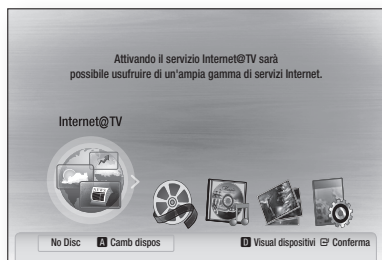 Attivando il servizio Internet@TV sarà
possibile usufruire di un'ampia gamma di servizi Internet.
Internet@TV
No Disc A Camb dispos D Visual dispositivi Conferma